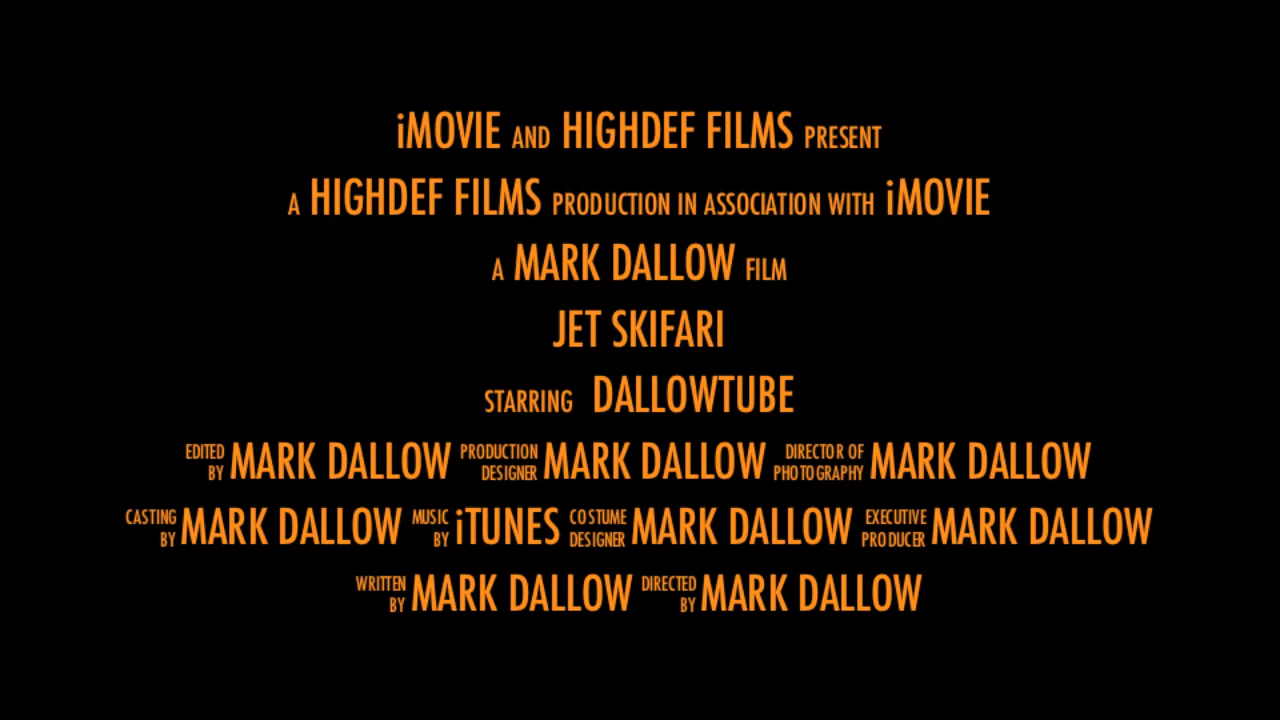 iMOVIE AND HIGHDEF FILMS PRESENT
A HIGHDEF FILMS PRODUCTION IN ASSOCIATION WITH iMOVIE
A MARK DALLOW FILM
JET SKIFARI
STARRING DALLOWTUBE
EDITED BY MARK DALLOW PRODUCTION DESIGNER MARK DALLOW DIRECTOR OF PHOTOGRAPHY MARK DALLOW
CASTING BY MARK DALLOW MUSIC BY iTUNES COSTUME DESIGNER MARK DALLOW EXECUTIVE PRODUCER MARK DALLOW
WRITTEN BY MARK DALLOW DIRECTED BY MARK DALLOW